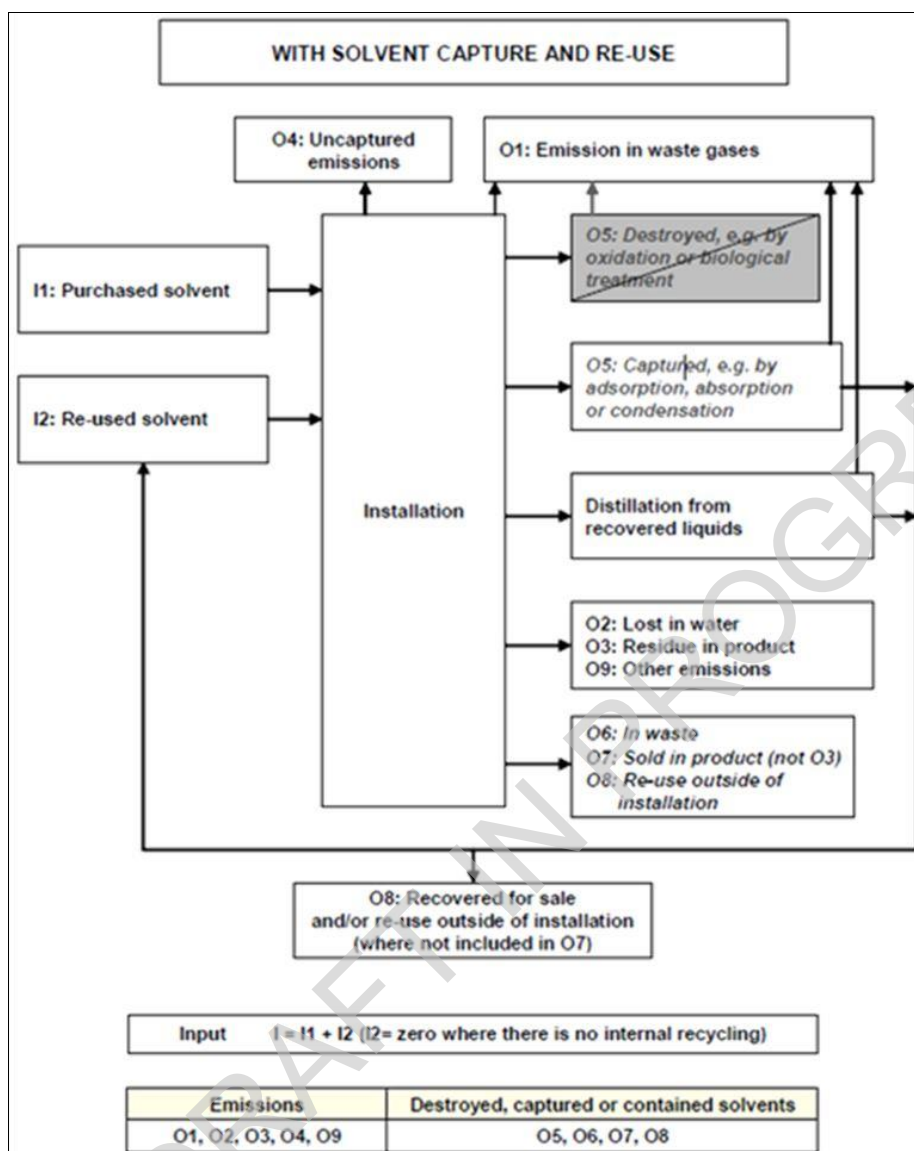 WITH SOLVENT CAPTURE AND RE-USE
O4: Uncaptured
emissions
O1: Emission in waste gases
O5: Destroyed, e.g. by
oxidation or biological
treatment
I1: Purchased solvent
O5: Captured, e.g. by
adsorption, absorption
or condensation
I2: Re-used solvent
Installation
Distillation from
recovered liquids
O2: Lost in water
O3: Residue in product
O9: Other emissions
O6: In waste
O7: Sold in product (not O3)
O8: Re-use outside of
installation
O8: Recovered for sale
and/or re-use outside of installation
(where not included in O7)
Input I = I1 + I2 (I2= zero where there is no internal recycling)
Emissions Destroyed, captured or contained solvents
O1, O2, O3, O4, O9 O5, O6, O7, O8
DRAFT IN PROGRE